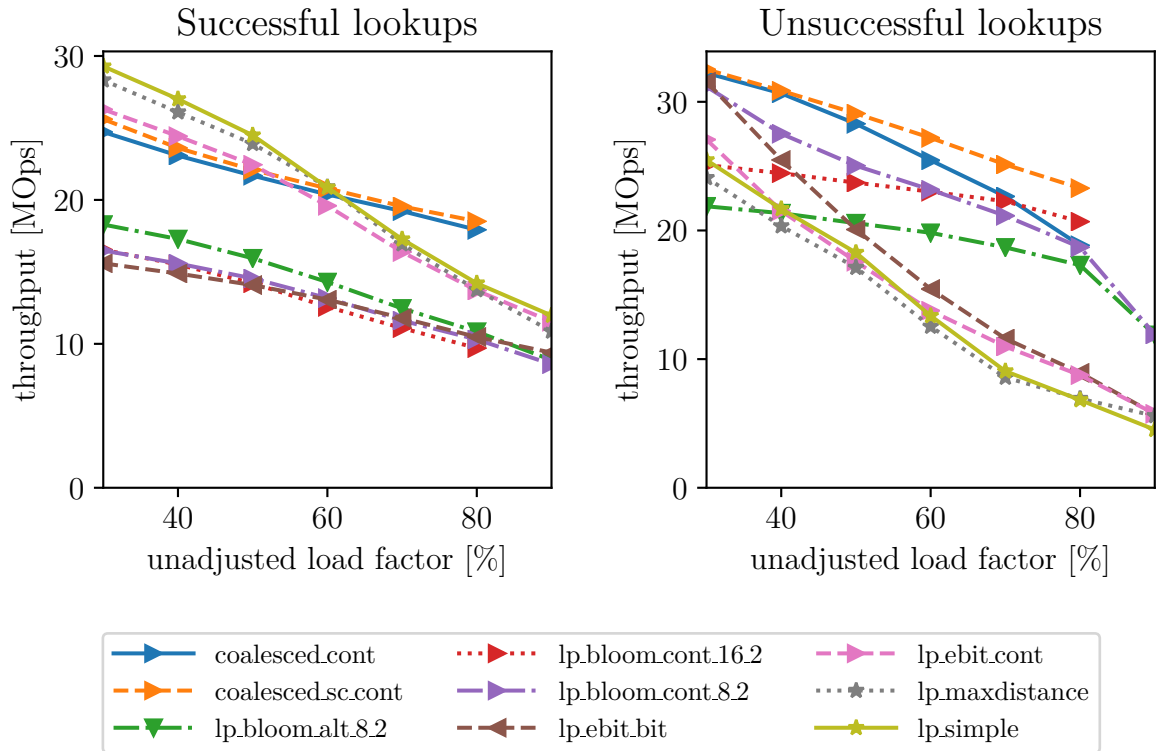 Successful lookups
Unsuccessful lookups
throughput [MOps]
30
20
10
0
40
60
80
unadjusted load factor [%]
throughput [MOps]
30
20
10
0
40
60
80
unadjusted load factor [%]
coalesced_cont
coalesced_sc_cont
lp_bloom_alt_8_2
lp_bloom_cont_16_2
lp_bloom_cont_8_2
lp_ebit_bit
lp_ebit_cont
lp_maxdistance
lp_simple